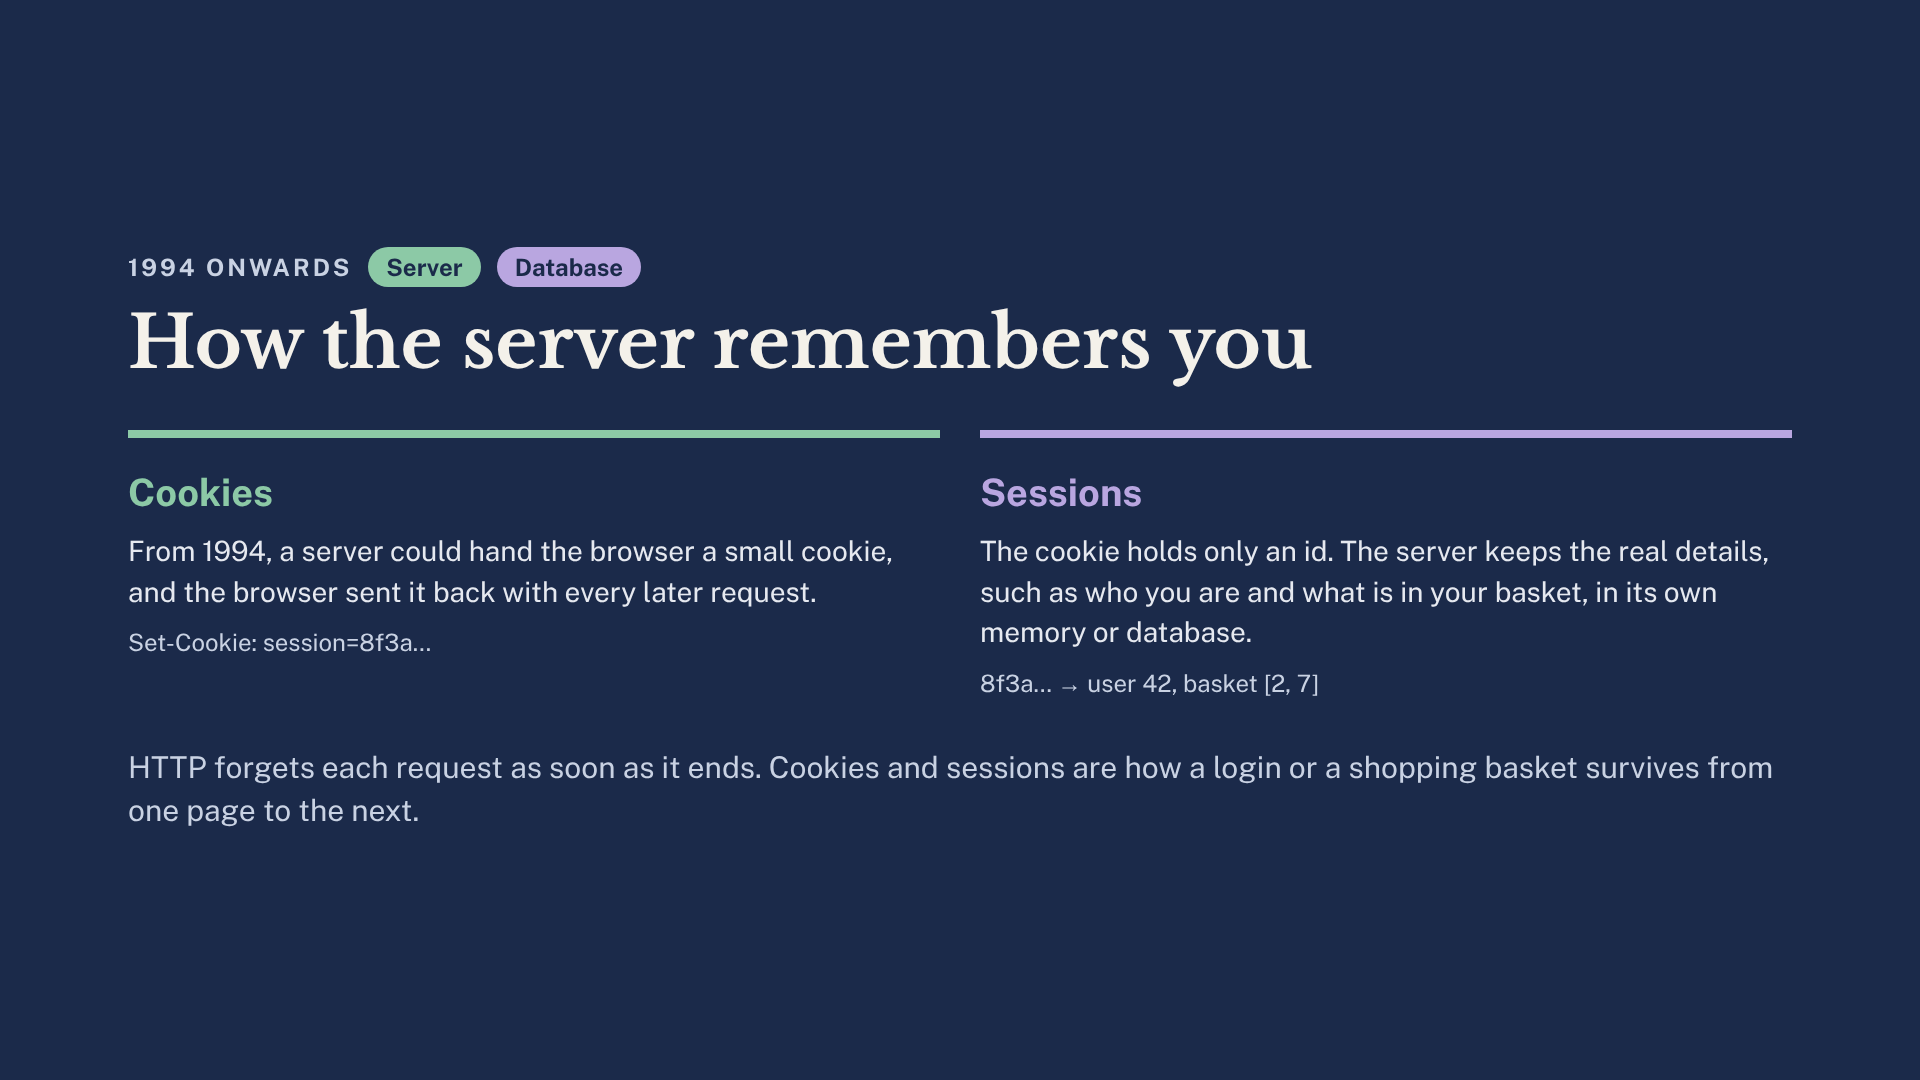 1994 ONWARDS Server Database
How the server remembers you
Cookies
From 1994, a server could hand the browser a small cookie,
and the browser sent it back with every later request.
Set-Cookie: session=8f3a…
Sessions
The cookie holds only an id. The server keeps the real details,
such as who you are and what is in your basket, in its own
memory or database.
8f3a… → user 42, basket [2, 7]
HTTP forgets each request as soon as it ends. Cookies and sessions are how a login or a shopping basket survives from
one page to the next.